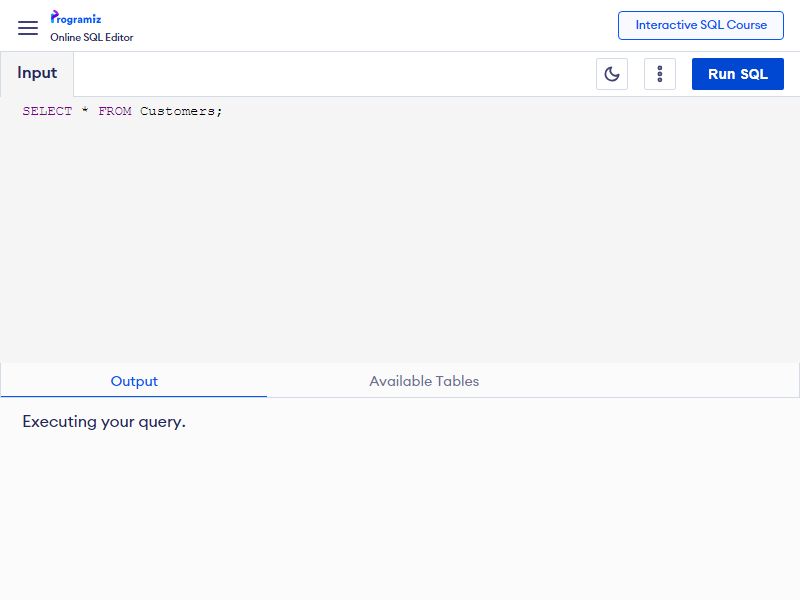 Programiz
Online SQL Editor
Interactive SQL Course
Input
Run SQL
SELECT * FROM Customers;
Output
Available Tables
Executing your query.